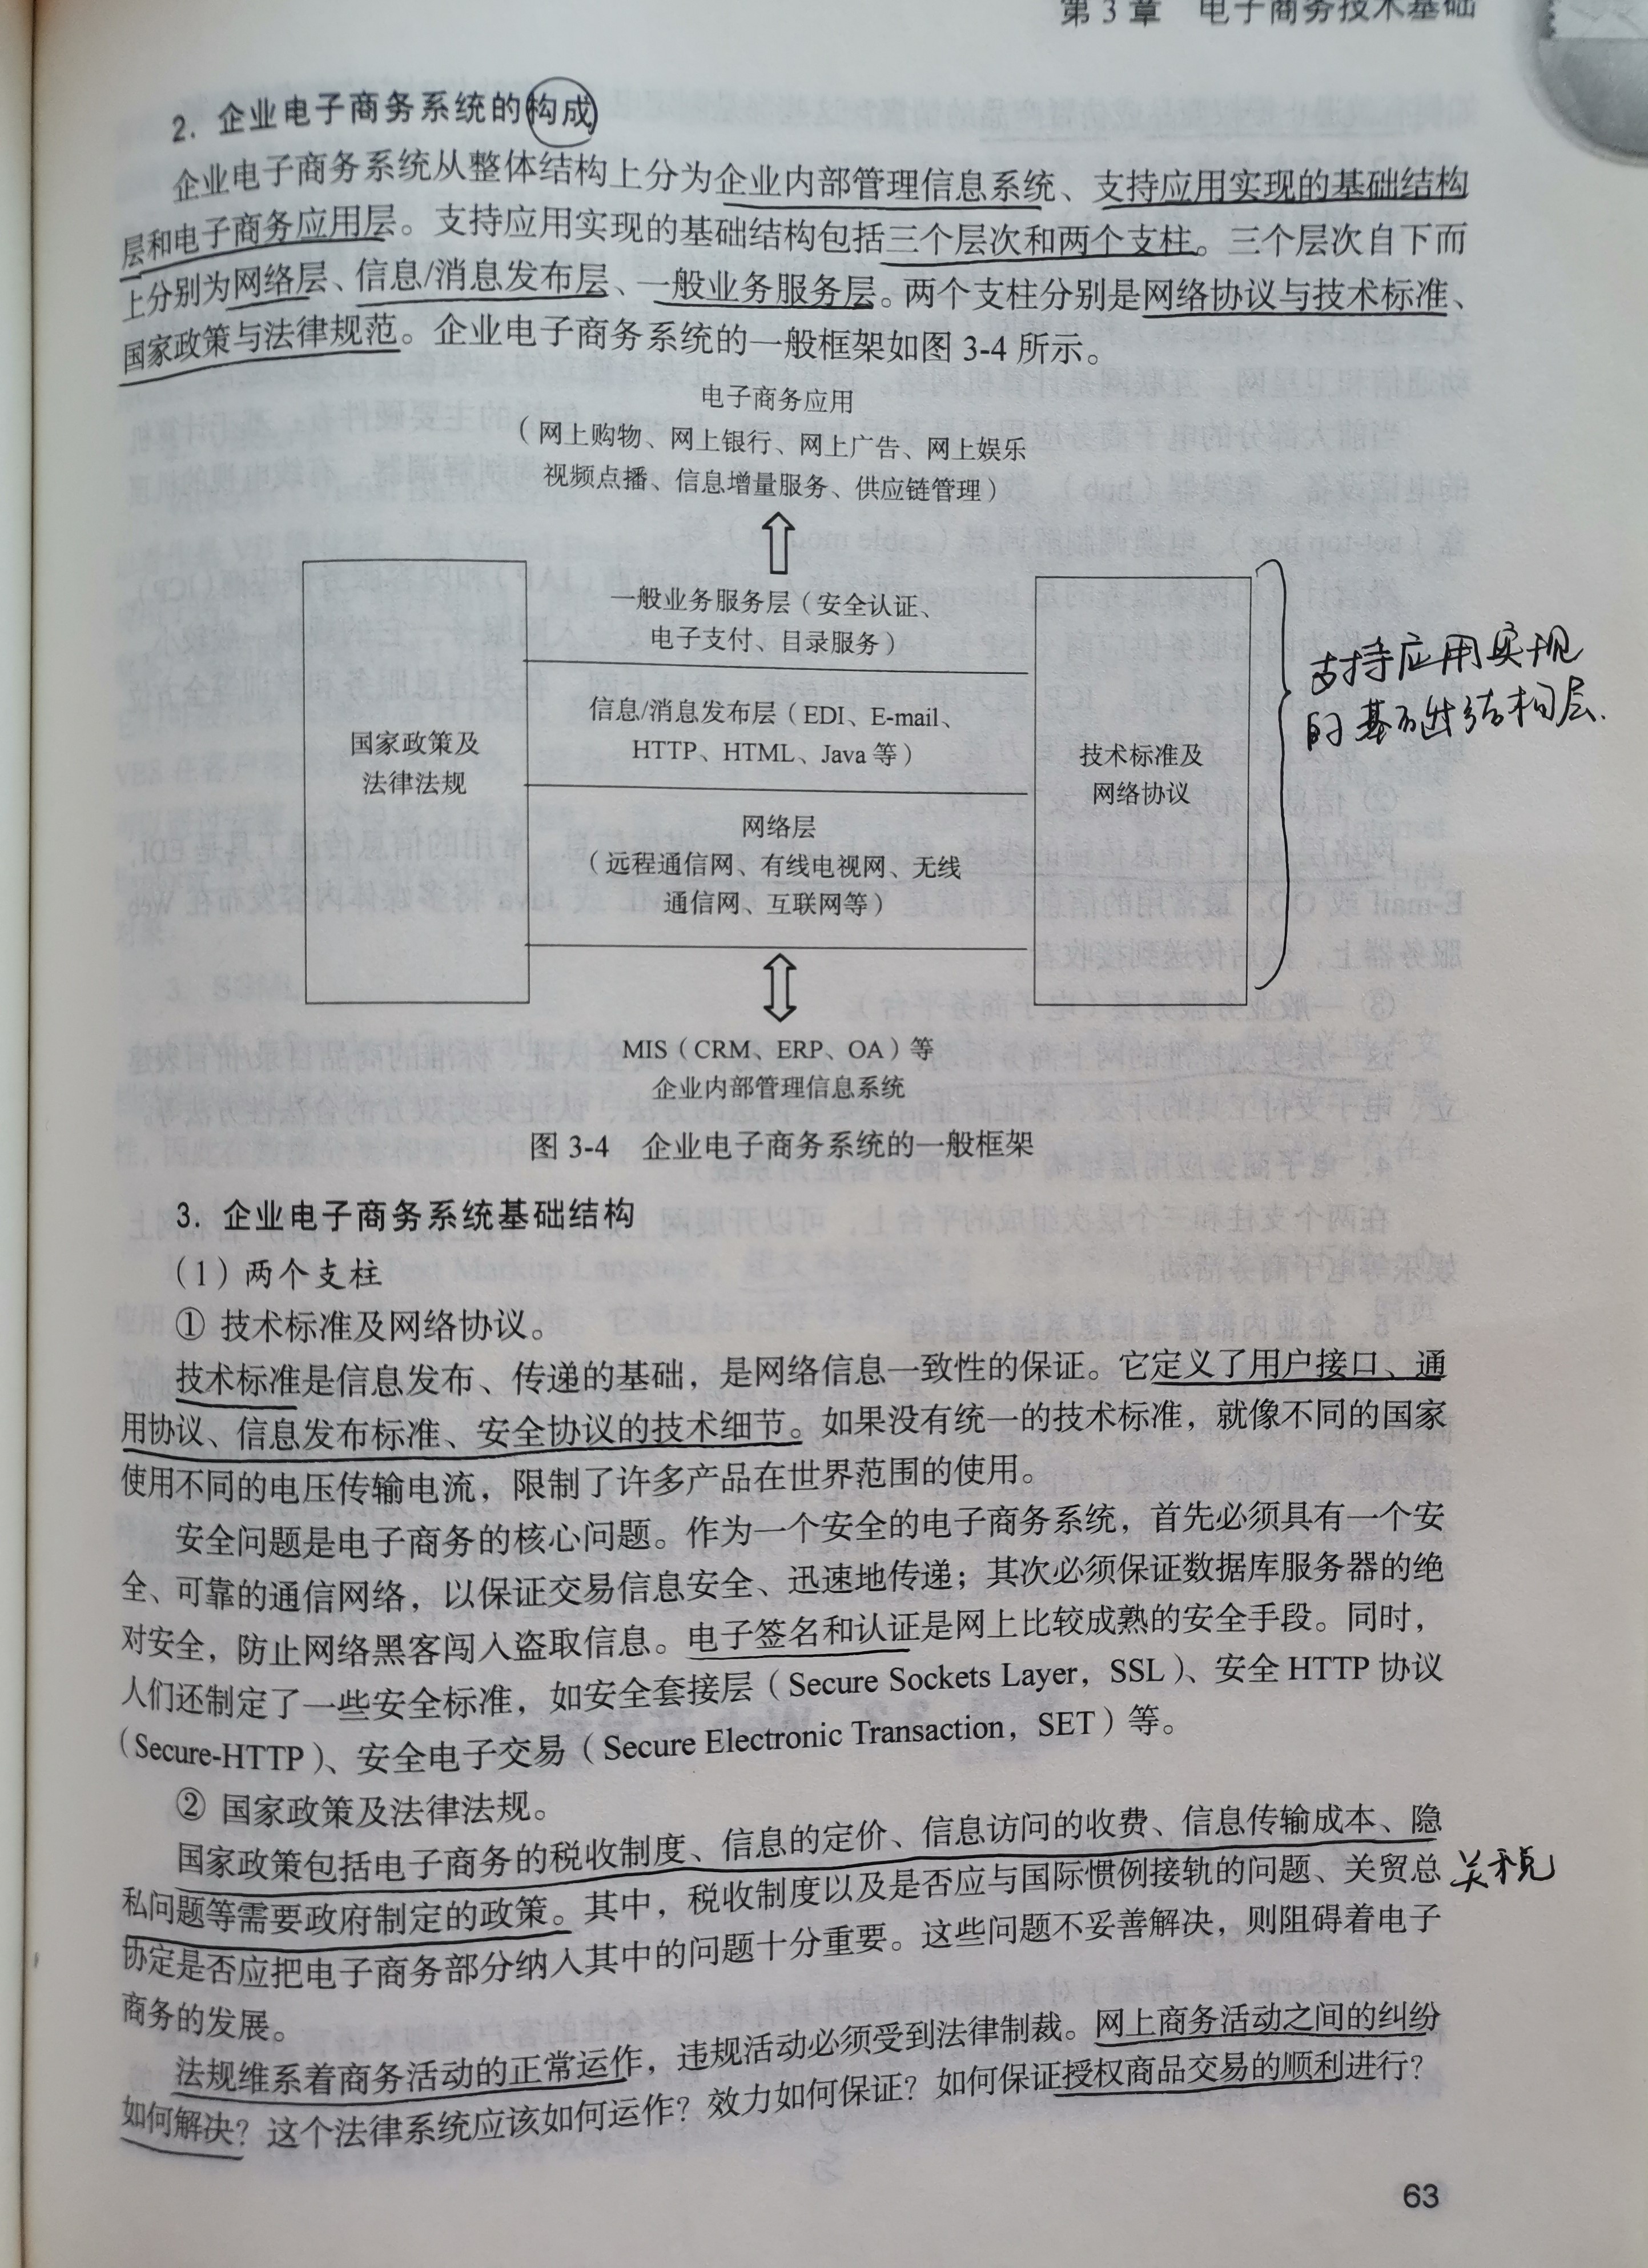 第3章 电子商务技术基础
2. 企业电子商务系统的构成
企业电子商务系统从整体结构上分为企业内部管理信息系统、支持应用实现的基础结构
层和电子商务应用层。支持应用实现的基础结构包括三个层次和两个支柱。三个层次自下而
上分别为网络层、信息/消息发布层、一般业务服务层。两个支柱分别是网络协议与技术标准、
国家政策与法律规范。企业电子商务系统的一般框架如图 3-4 所示。
电子商务应用
（网上购物、网上银行、网上广告、网上娱乐
视频点播、信息增量服务、供应链管理）
一般业务服务层（安全认证、
电子支付、目录服务）
信息/消息发布层（EDI、E-mail、
HTTP、HTML、Java 等）
国家政策及
法律法规
技术标准及
网络协议
网络层
（远程通信网、有线电视网、无线
通信网、互联网等）
支持应用实现
的基础结构层.
MIS（CRM、ERP、OA）等
企业内部管理信息系统
图 3-4 企业电子商务系统的一般框架
3. 企业电子商务系统基础结构
（1）两个支柱
① 技术标准及网络协议。
技术标准是信息发布、传递的基础，是网络信息一致性的保证。它定义了用户接口、通
用协议、信息发布标准、安全协议的技术细节。如果没有统一的技术标准，就像不同的国家
使用不同的电压传输电流，限制了许多产品在世界范围的使用。
安全问题是电子商务的核心问题。作为一个安全的电子商务系统，首先必须具有一个安
全、可靠的通信网络，以保证交易信息安全、迅速地传递；其次必须保证数据库服务器的绝
对安全，防止网络黑客闯入盗取信息。电子签名和认证是网上比较成熟的安全手段。同时，
人们还制定了一些安全标准，如安全套接层（Secure Sockets Layer，SSL）、安全 HTTP 协议
（Secure-HTTP）、安全电子交易（Secure Electronic Transaction，SET）等。
② 国家政策及法律法规。
国家政策包括电子商务的税收制度、信息的定价、信息访问的收费、信息传输成本、隐
私问题等需要政府制定的政策。其中，税收制度以及是否应与国际惯例接轨的问题、关贸总 关税
协定是否应把电子商务部分纳入其中的问题十分重要。这些问题不妥善解决，则阻碍着电子
商务的发展。
法规维系着商务活动的正常运作，违规活动必须受到法律制裁。网上商务活动之间的纠纷
如何解决？这个法律系统应该如何运作？效力如何保证？如何保证授权商品交易的顺利进行？
63